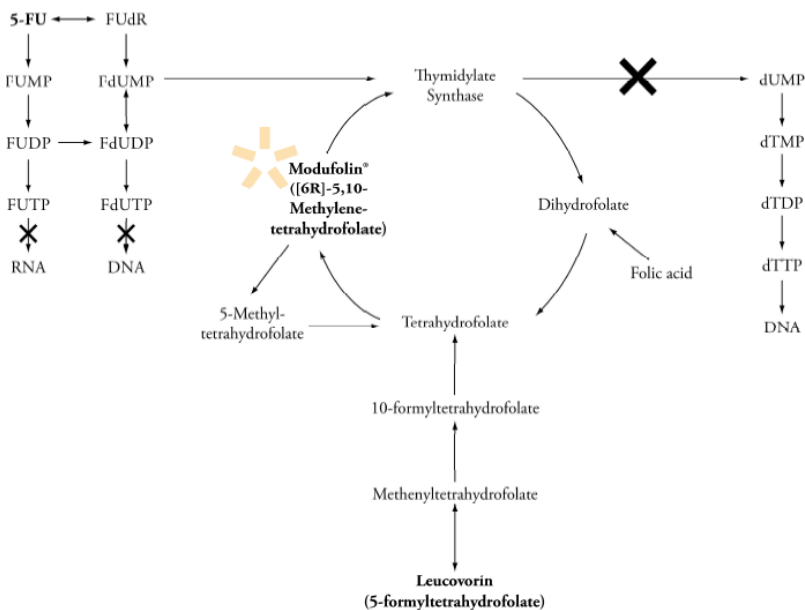 5-FU
FUdR
FUMP
FdUMP
Thymidylate
Synthase
dUMP
FUDP
FdUDP
dTMP
Modufolin®
([6R]-5,10-
Methylene-
tetrahydrofolate)
FUTP
FdUTP
Dihydrofolate
dTDP
RNA
DNA
Folic acid
dTTP
5-Methyl-
tetrahydrofolate
Tetrahydrofolate
DNA
10-formyltetrahydrofolate
Methenyltetrahydrofolate
Leucovorin
(5-formyltetrahydrofolate)